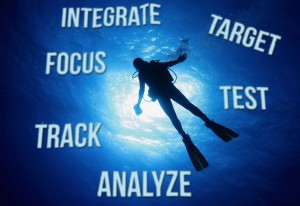 INTEGRATE
TARGET
FOCUS
TEST
TRACK
ANALYZE